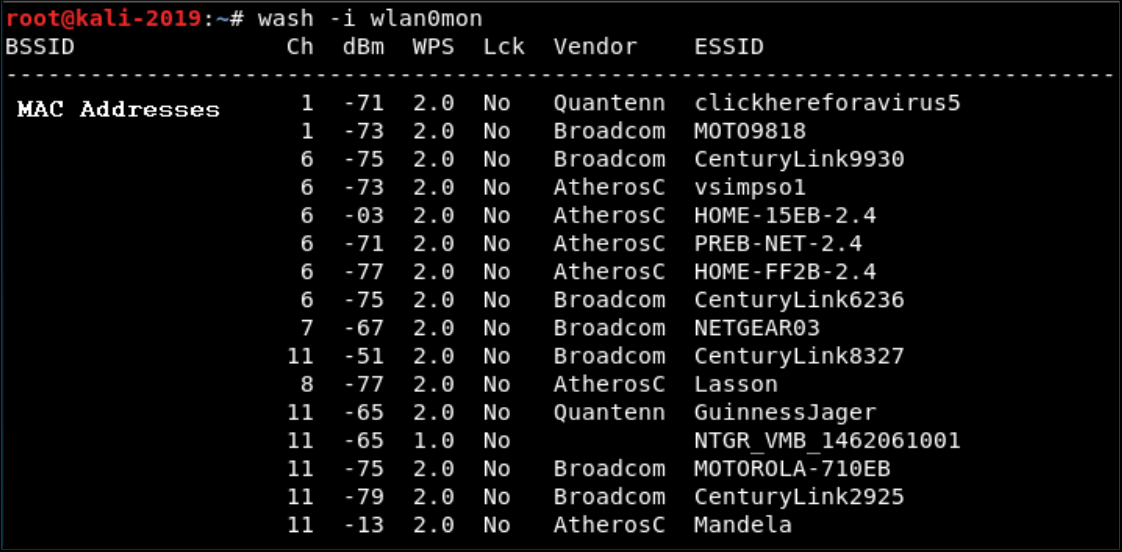 root@kali-2019:~# wash -i wlan0mon
BSSID Ch dBm WPS Lck Vendor ESSID
--------------------------------------------------------------------------------
MAC Addresses
1 -71 2.0 No Quantenn clickhereforavirus5
1 -73 2.0 No Broadcom MOTO9818
6 -75 2.0 No Broadcom CenturyLink9930
6 -73 2.0 No AtherosC vsimpso1
6 -03 2.0 No AtherosC HOME-15EB-2.4
6 -71 2.0 No AtherosC PREB-NET-2.4
6 -77 2.0 No AtherosC HOME-FF2B-2.4
6 -75 2.0 No Broadcom CenturyLink6236
7 -67 2.0 No Broadcom NETGEAR03
11 -51 2.0 No Broadcom CenturyLink8327
8 -77 2.0 No AtherosC Lasson
11 -65 2.0 No Quantenn GuinnessJager
11 -65 1.0 No NTGR_VMB_1462061001
11 -75 2.0 No Broadcom MOTOROLA-710EB
11 -79 2.0 No Broadcom CenturyLink2925
11 -13 2.0 No AtherosC Mandela